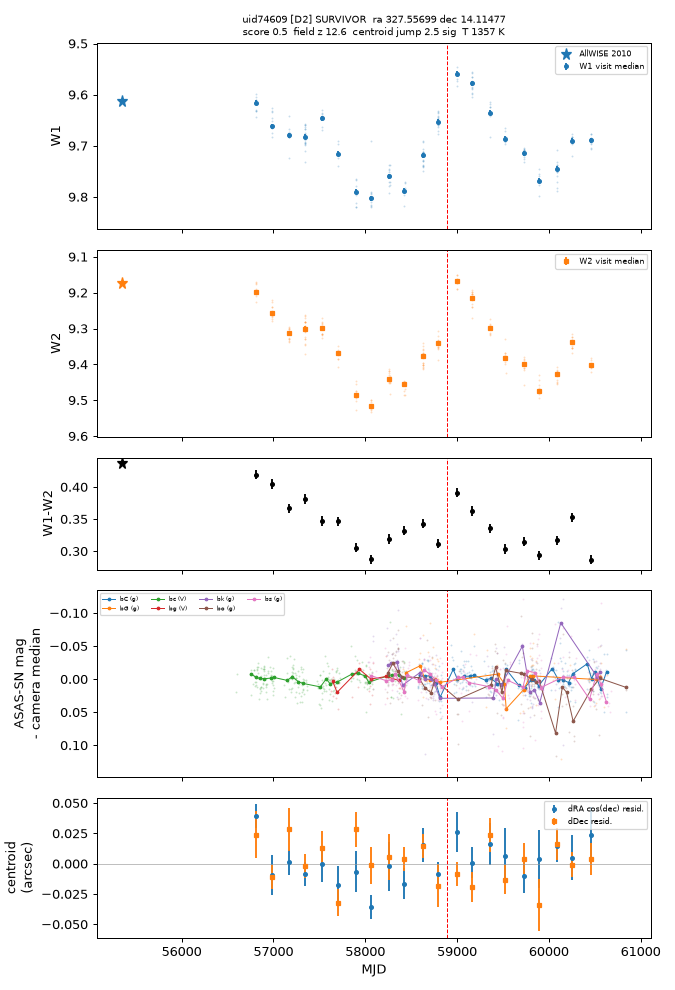 uid74609 [D2] SURVIVOR ra 327.55699 dec 14.11477
score 0.5 field z 12.6 centroid jump 2.5 sig T 1357 K
9.5
9.6
9.7
9.8
W1
AllWISE 2010
W1 visit median
9.1
9.2
9.3
9.4
9.5
9.6
W2
W2 visit median
0.40
0.35
0.30
W1-W2
−0.10
−0.05
0.00
0.05
0.10
ASAS-SN mag
- camera median
bC (g)
bc (V)
bk (g)
bs (g)
bG (g)
bg (V)
bo (g)
0.050
0.025
0.000
−0.025
−0.050
centroid
(arcsec)
dRA cos(dec) resid.
dDec resid.
56000
57000
58000
59000
60000
61000
MJD